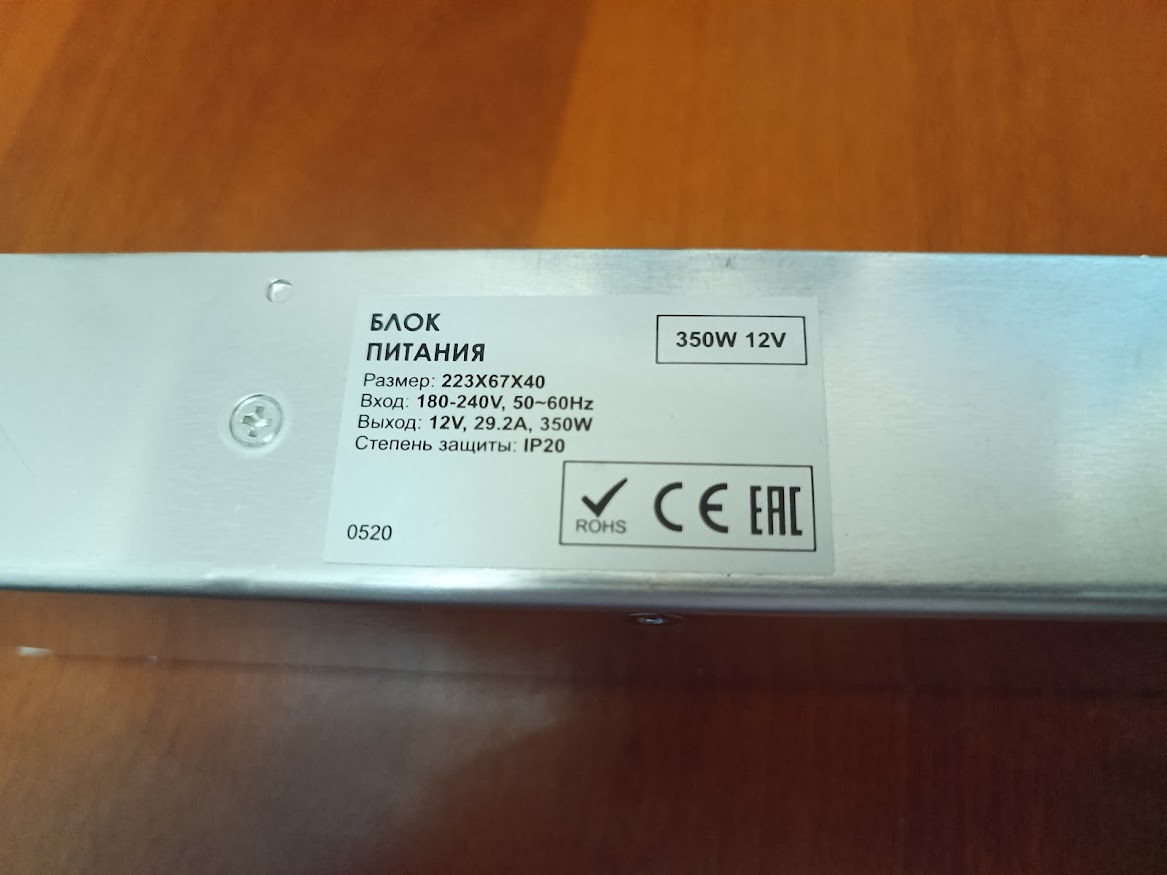 БЛОК
ПИТАНИЯ
350W 12V
Размер: 223X67X40
Вход: 180-240V, 50~60Hz
Выход: 12V, 29.2A, 350W
Степень защиты: IP20
ROHS
CE
EAC
0520